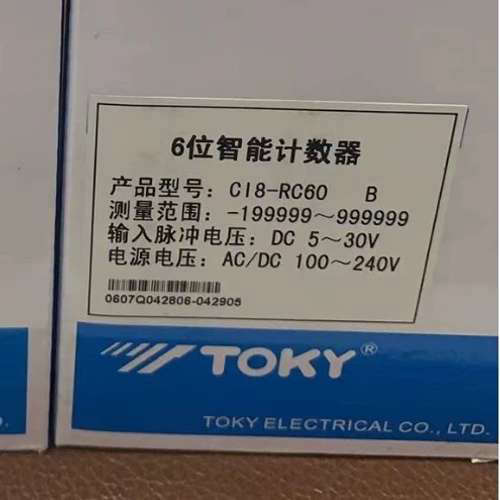 6位智能计数器
产品型号: CI8-RC60 B
测量范围: -199999～999999
输入脉冲电压: DC 5～30V
电源电压: AC/DC 100～240V
0607Q042806-042905
TOKY®
TOKY ELECTRICAL CO., LTD.
D.